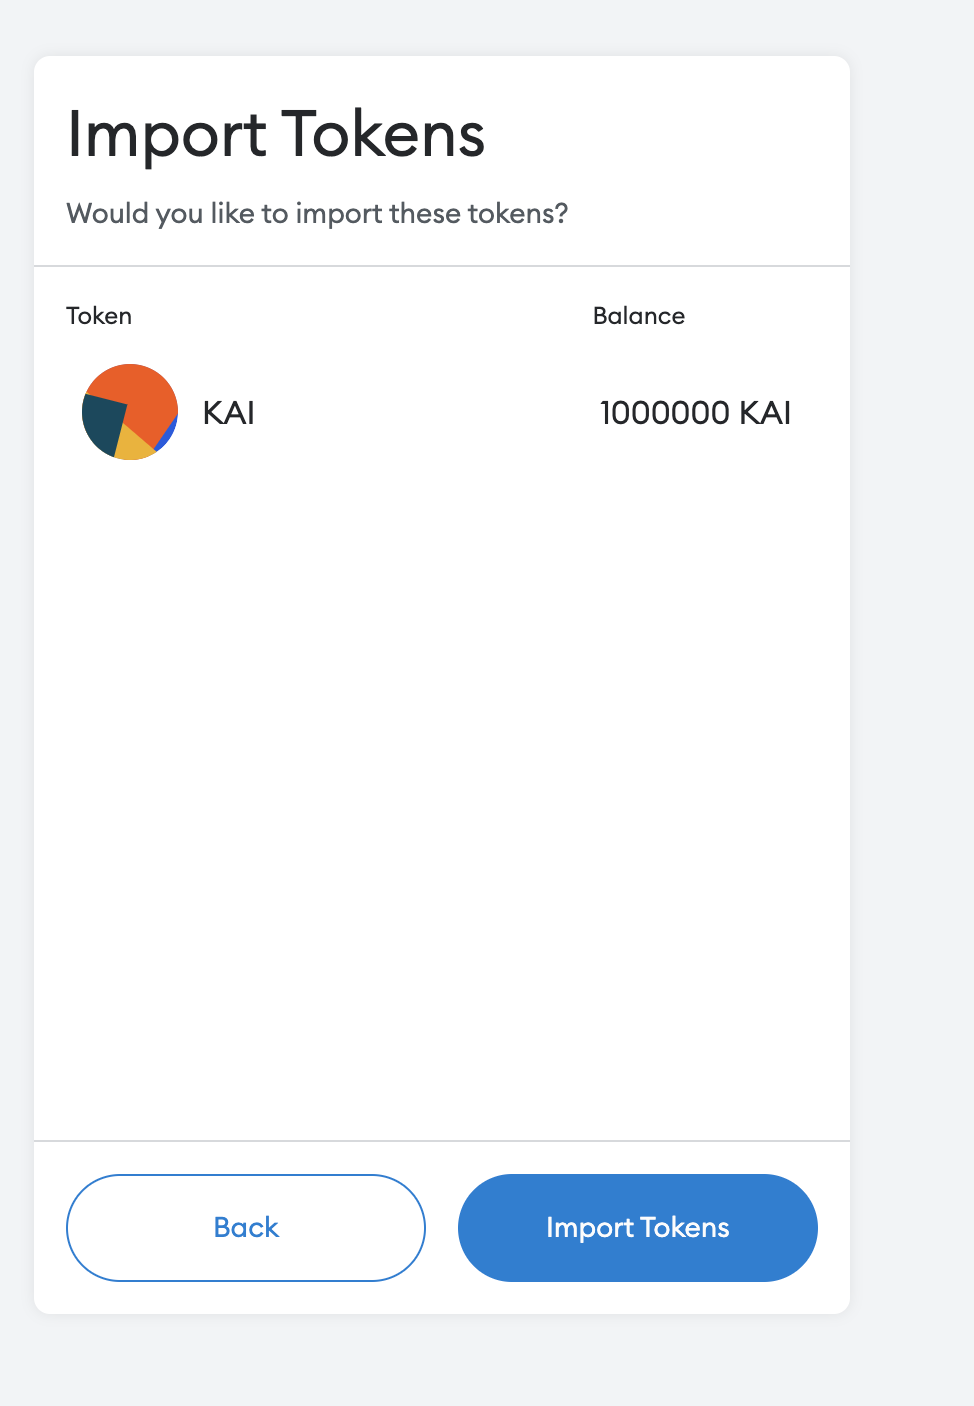 Import Tokens
Would you like to import these tokens?
Token Balance
KAI 1000000 KAI
Back Import Tokens